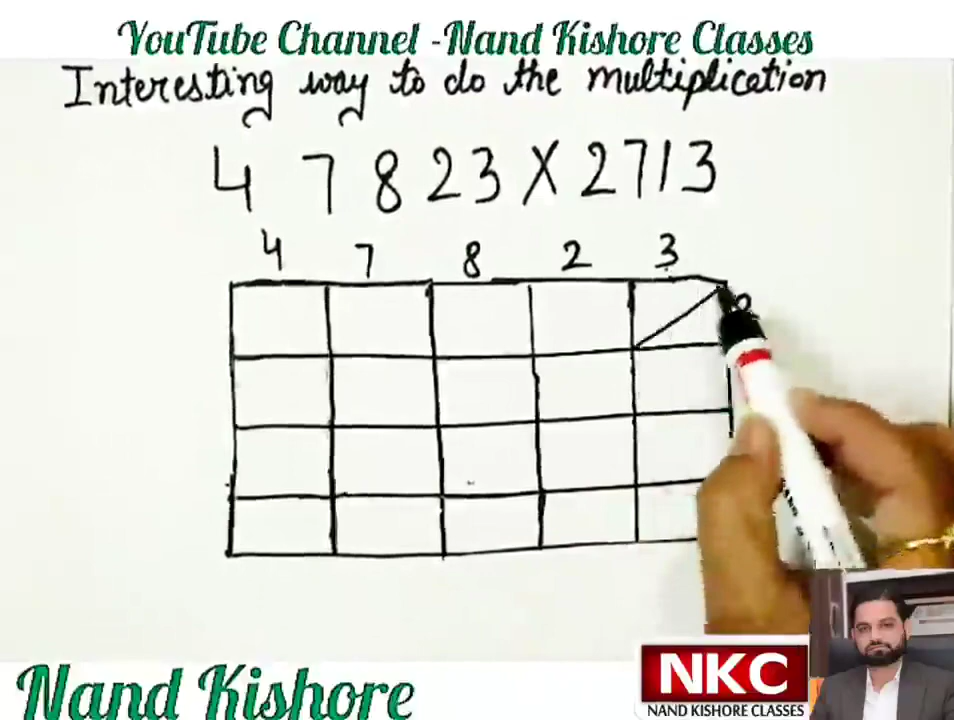 YouTube Channel -Nand Kishore Classes
Interesting way to do the multiplication
4 7 8 2 3 X 2 7 1 3
4 7 8 2 3
Nand Kishore
NKC
NAND KISHORE CLASSES